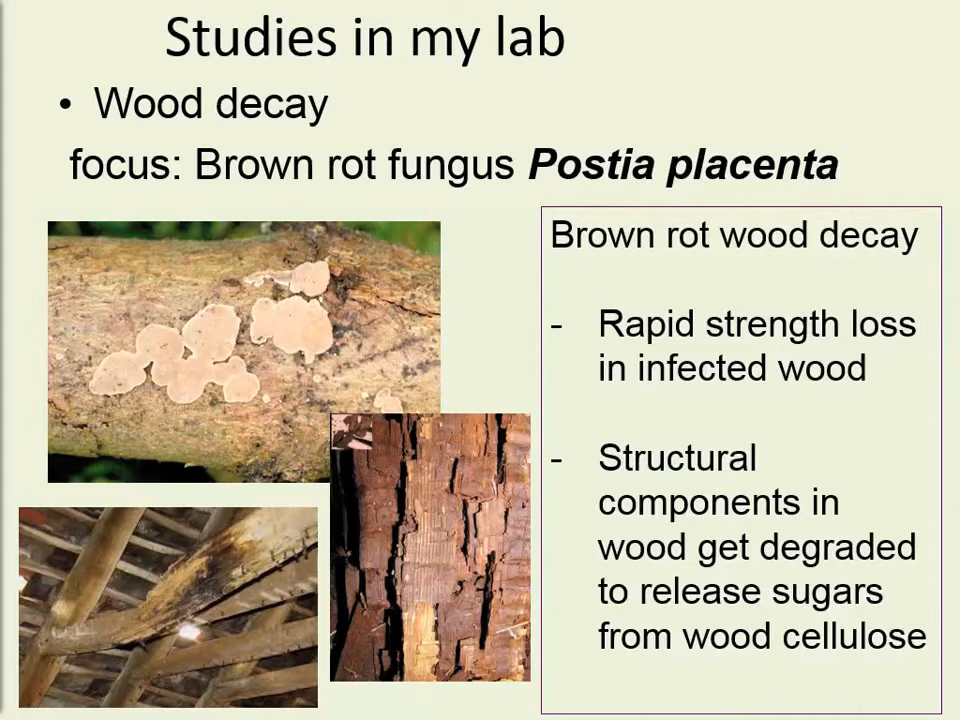 Studies in my lab
• Wood decay
focus: Brown rot fungus Postia placenta
Brown rot wood decay
- Rapid strength loss
in infected wood
- Structural
components in
wood get degraded
to release sugars
from wood cellulose